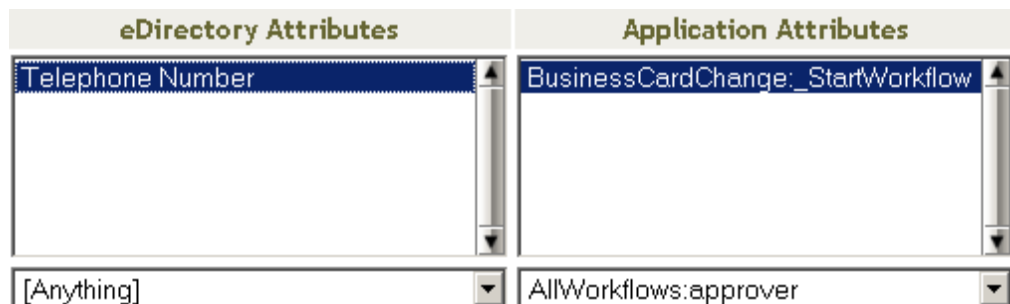 eDirectory Attributes
Application Attributes
Telephone Number
BusinessCardChange:_StartWorkflow
[Anything]
AllWorkflows:approver